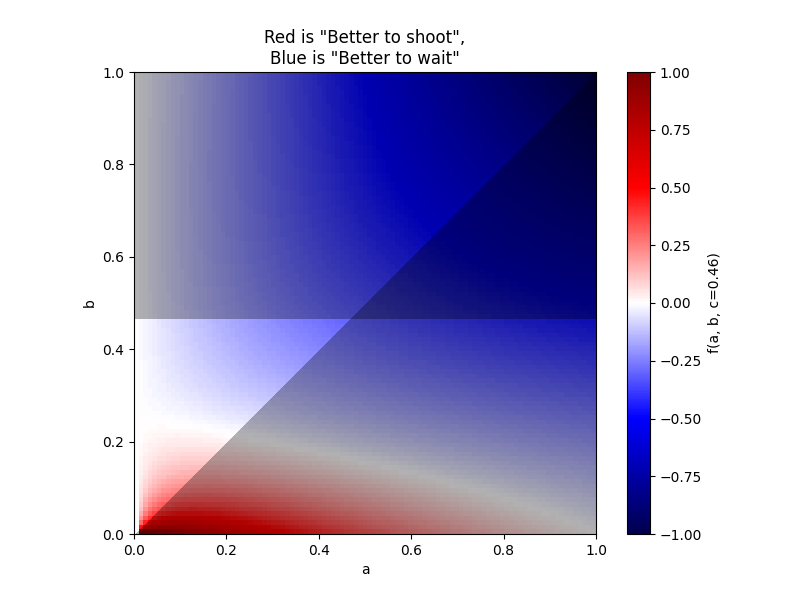 Red is "Better to shoot",
Blue is "Better to wait"
1.0
0.8
0.6
0.4
0.2
0.0
b
0.0 0.2 0.4 0.6 0.8 1.0
a
1.00
0.75
0.50
0.25
0.00
−0.25
−0.50
−0.75
−1.00
f(a, b, c=0.46)